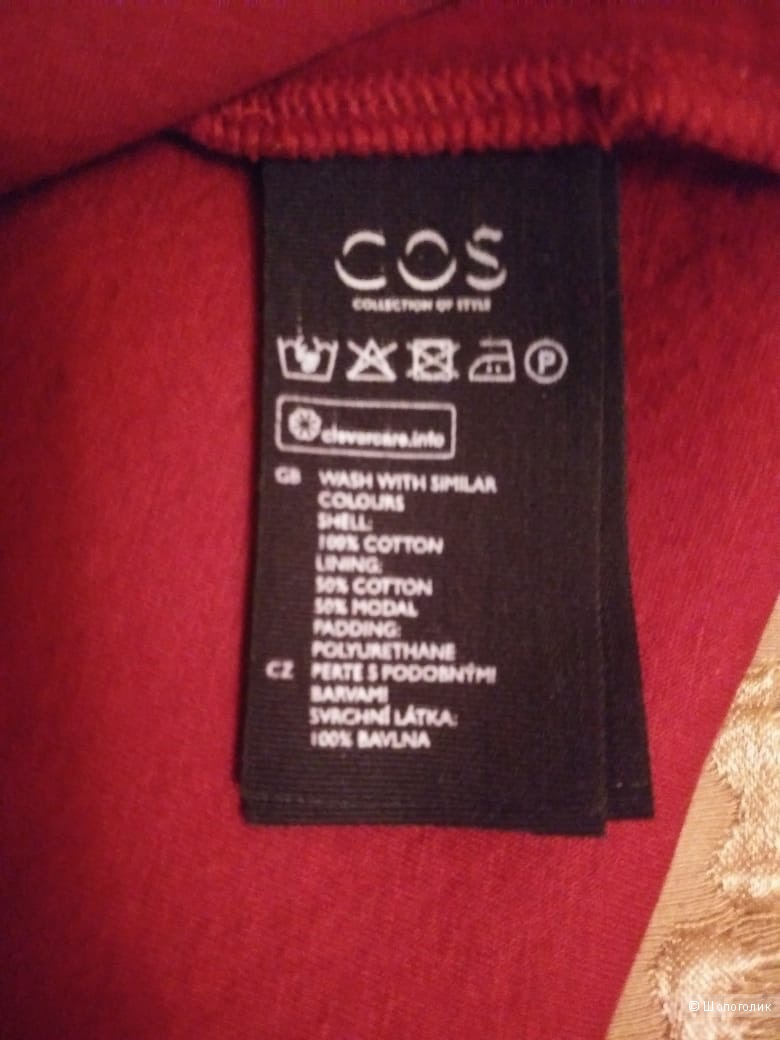 COS
COLLECTION OF STYLE
P
clevercare.info
GB WASH WITH SIMILAR
COLOURS
SHELL:
100% COTTON
LINING:
50% COTTON
50% MODAL
PADDING:
POLYURETHANE
CZ PERTE S PODOBNÝMI
BARVAMI
SVRCHNÍ LÁTKA:
100% BAVLNA
© Шопоголик